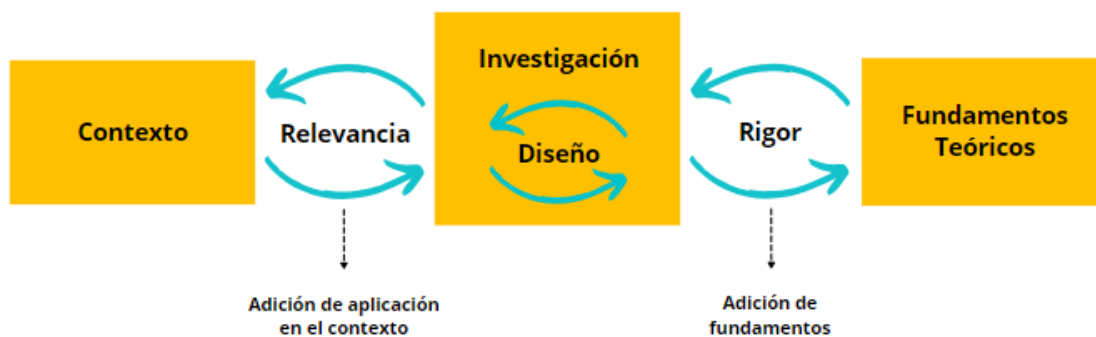 Contexto
Relevancia
Investigación
Diseño
Rigor
Fundamentos
Teóricos
Adición de aplicación
en el contexto
Adición de
fundamentos